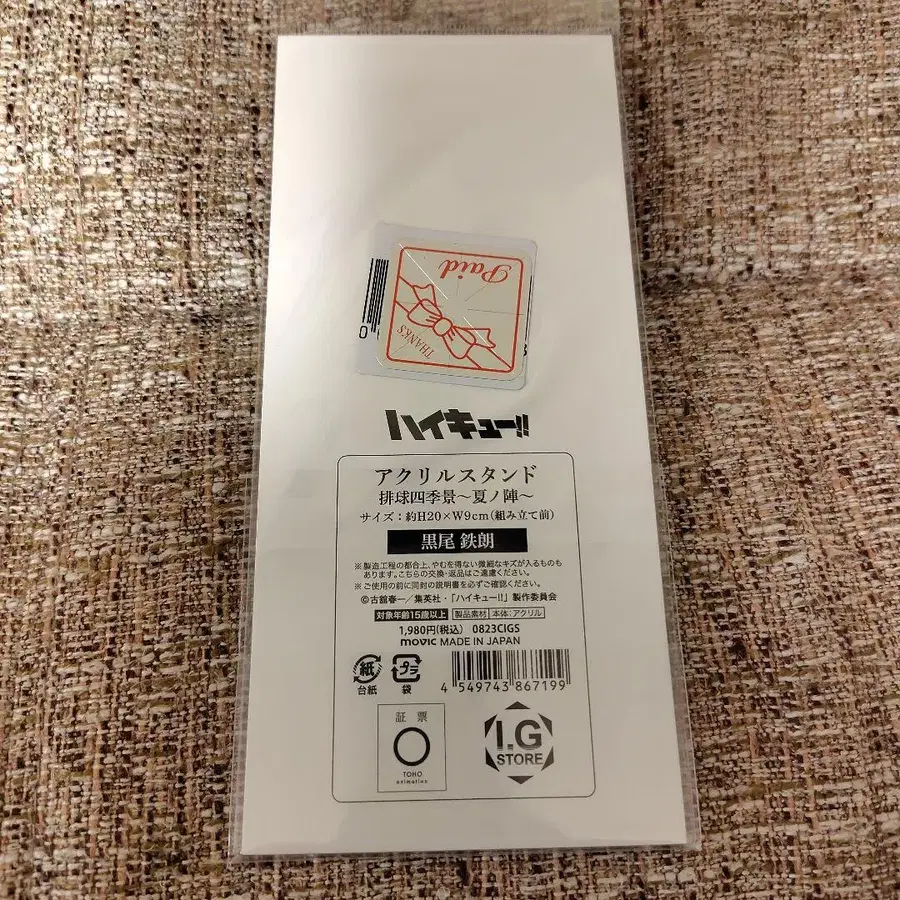 Paid
THANKS
0
3
ハイキュー!!
アクリルスタンド
排球四季景～夏ノ陣～
サイズ：約H20×W9cm(組み立て前)
黒尾 鉄朗
※製造工程の都合上、やむを得ない微細なキズが入るものも
あります。こちらの交換・返品はご遠慮ください。
※ご使用の前に同封の説明書を必ずご確認ください。
©古舘春一／集英社・「ハイキュー!!」製作委員会
対象年齢15歳以上 製品素材 本体：アクリル
1,980円(税込) 0823CIGS
movic MADE IN JAPAN
紙 プラ
台紙 袋
4 549743 867199
証票
TOHO
animation
I.G
STORE